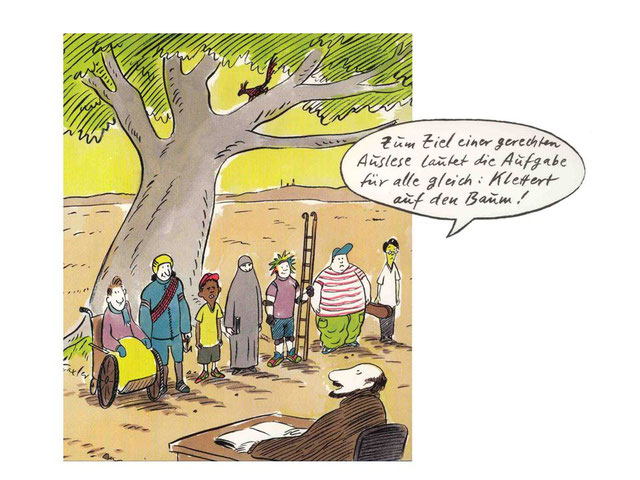 Zum Ziel einer gerechten
Auslese lautet die Aufgabe
für alle gleich: Klettert
auf den Baum!